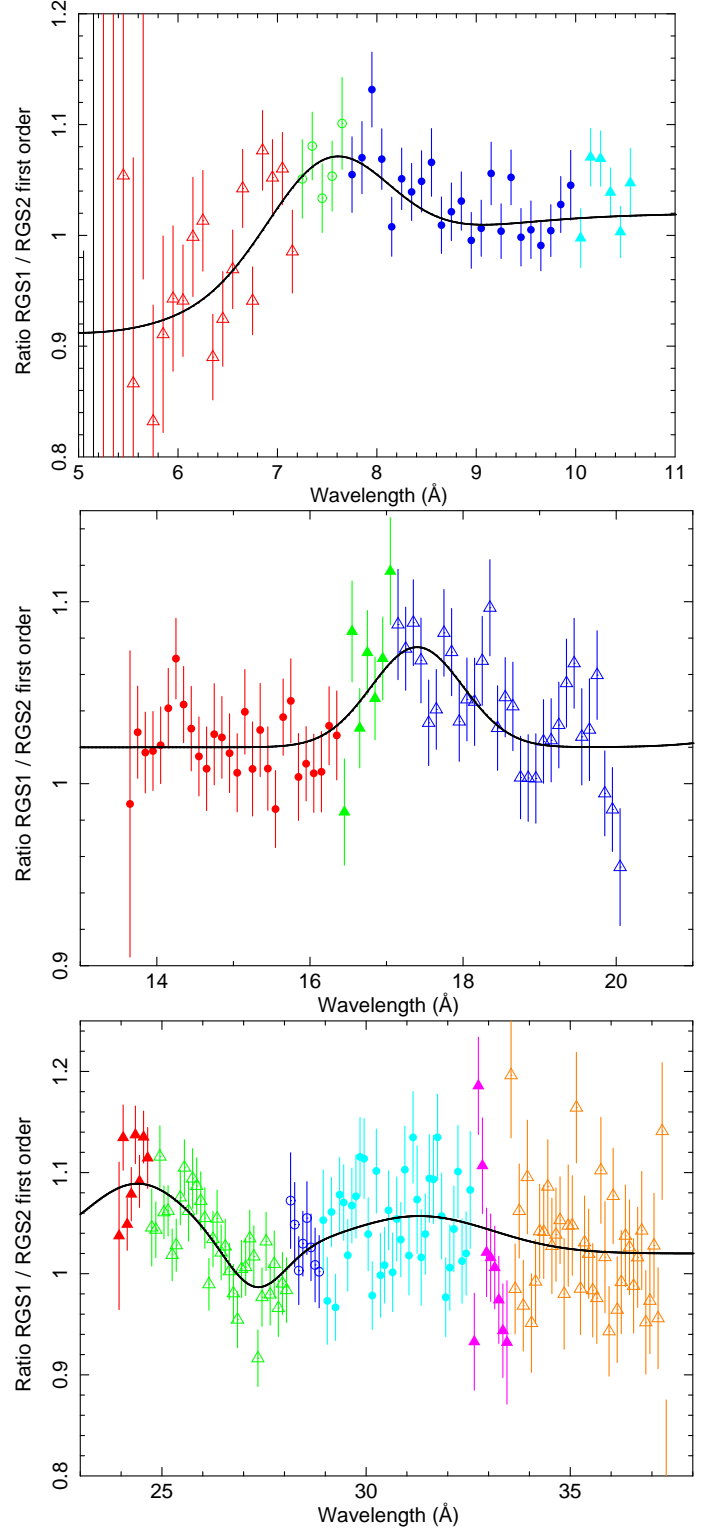 1.2
1.1
1
0.9
0.8
Ratio RGS1 / RGS2 first order
5 6 7 8 9 10 11
Wavelength (Å)
1.1
1
0.9
Ratio RGS1 / RGS2 first order
14 16 18 20
Wavelength (Å)
1.2
1.1
1
0.9
0.8
Ratio RGS1 / RGS2 first order
25 30 35
Wavelength (Å)